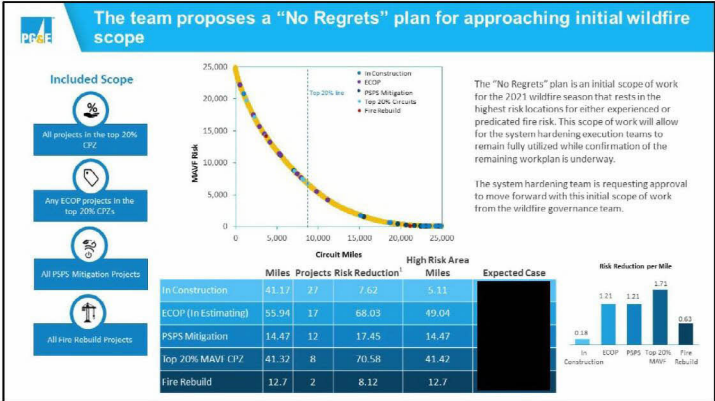 PG&E
The team proposes a “No Regrets” plan for approaching initial wildfire
scope
Included Scope
%
All projects in the top 20%
CPZ
Any ECOP projects in the
top 20% CPZs
All PSPS Mitigation Projects
All Fire Rebuild Projects
MAVF Risk
25,000
20,000
15,000
10,000
5,000
0
0
5,000
10,000
15,000
20,000
25,000
Circuit Miles
Top 20% line
In Construction
ECOP
PSPS Mitigation
Top 20% Circuits
Fire Rebuild
The “No Regrets” plan is an initial scope of work
for the 2021 wildfire season that rests in the
highest risk locations for either experienced or
predicated fire risk. This scope of work will allow
for the system hardening execution teams to
remain fully utilized while confirmation of the
remaining workplan is underway.
The system hardening team is requesting approval
to move forward with this initial scope of work
from the wildfire governance team.
Miles Projects Risk Reduction1 High Risk Area Miles Expected Case
In Construction 41.17 27 7.62 5.11
ECOP (In Estimating) 55.94 17 68.03 49.04
PSPS Mitigation 14.47 12 17.45 14.47
Top 20% MAVF CPZ 41.32 8 70.58 41.42
Fire Rebuild 12.7 2 8.12 12.7
Risk Reduction per Mile
0.18
1.21
1.21
1.71
0.63
In Construction
ECOP
PSPS
Top 20% MAVF
Fire Rebuild